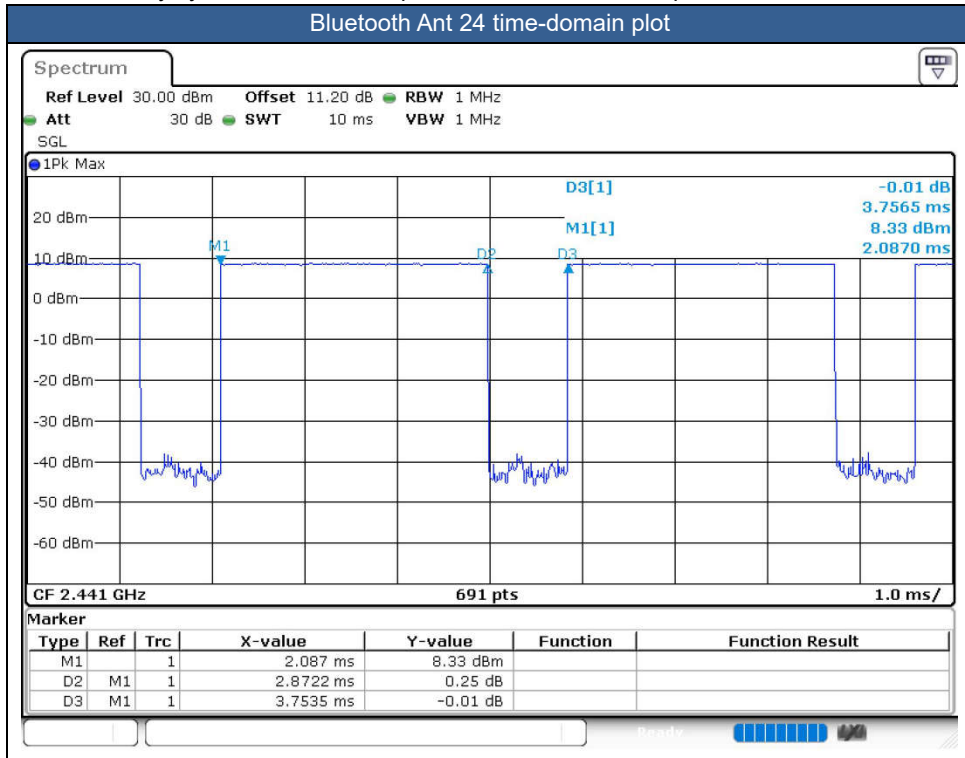 Bluetooth Ant 24 time-domain plot
Spectrum
Ref Level 30.00 dBm Offset 11.20 dB RBW 1 MHz
Att 30 dB SWT 10 ms VBW 1 MHz
SGL
1Pk Max
D3[1] -0.01 dB
3.7565 ms
M1[1] 8.33 dBm
2.0870 ms
20 dBm
M1 D2 D3
10 dBm
0 dBm
-10 dBm
-20 dBm
-30 dBm
-40 dBm
-50 dBm
-60 dBm
CF 2.441 GHz 691 pts 1.0 ms/
Marker
Type Ref Trc X-value Y-value Function Function Result
M1 1 2.087 ms 8.33 dBm
D2 M1 1 2.8722 ms 0.25 dB
D3 M1 1 3.7535 ms -0.01 dB
Ready